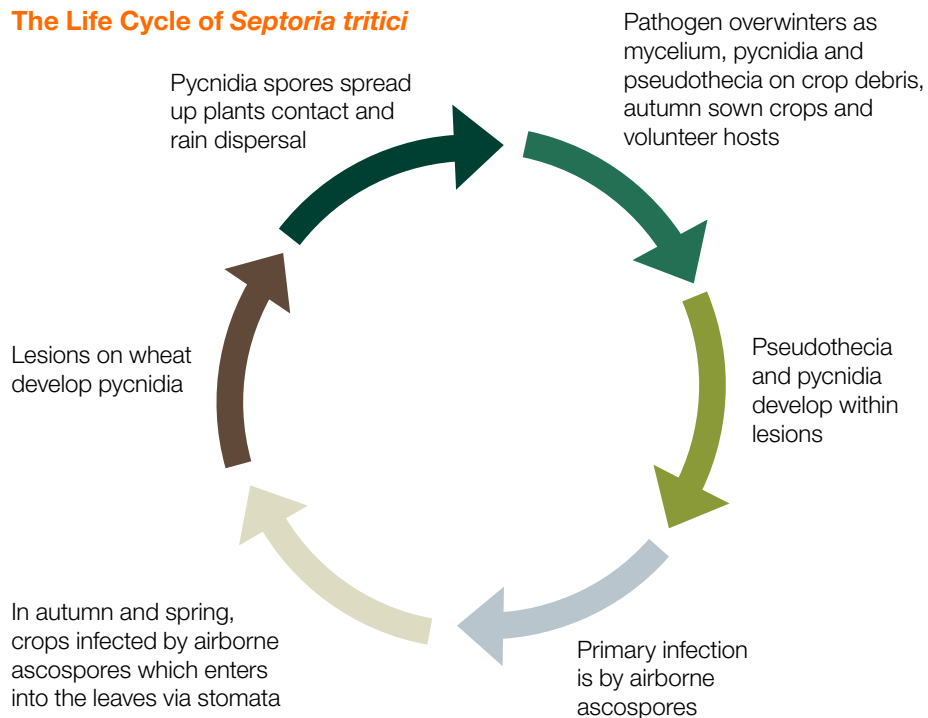 The Life Cycle of Septoria tritici
Pathogen overwinters as
mycelium, pycnidia and
pseudothecia on crop debris,
autumn sown crops and
volunteer hosts
Pseudothecia
and pycnidia
develop within
lesions
Primary infection
is by airborne
ascospores
In autumn and spring,
crops infected by airborne
ascospores which enters
into the leaves via stomata
Lesions on wheat
develop pycnidia
Pycnidia spores spread
up plants contact and
rain dispersal